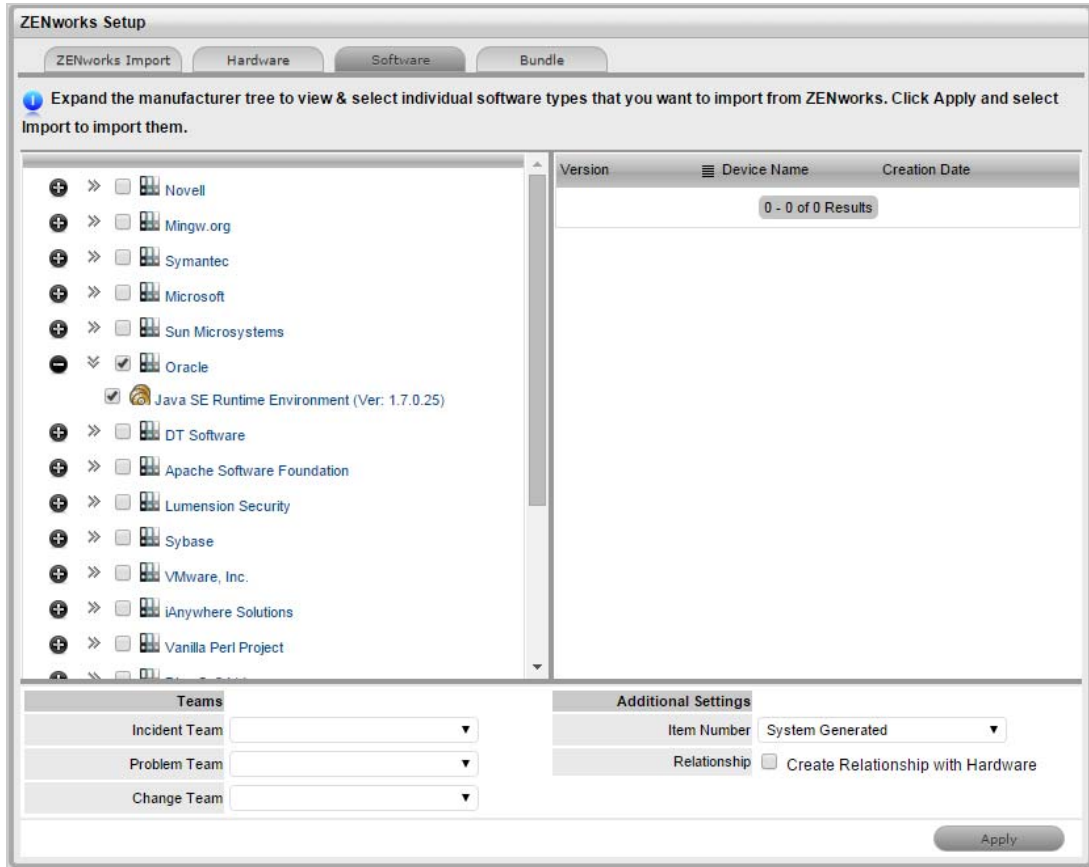 ZENworks Setup
ZENworks Import
Hardware
Software
Bundle
Expand the manufacturer tree to view & select individual software types that you want to import from ZENworks. Click Apply and select
Import to import them.
Novell
Mingw.org
Symantec
Microsoft
Sun Microsystems
Oracle
Java SE Runtime Environment (Ver: 1.7.0.25)
DT Software
Apache Software Foundation
Lumension Security
Sybase
VMware, Inc.
iAnywhere Solutions
Vanilla Perl Project
Version
Device Name
Creation Date
0 - 0 of 0 Results
Teams
Incident Team
Problem Team
Change Team
Additional Settings
Item Number System Generated
Relationship Create Relationship with Hardware
Apply